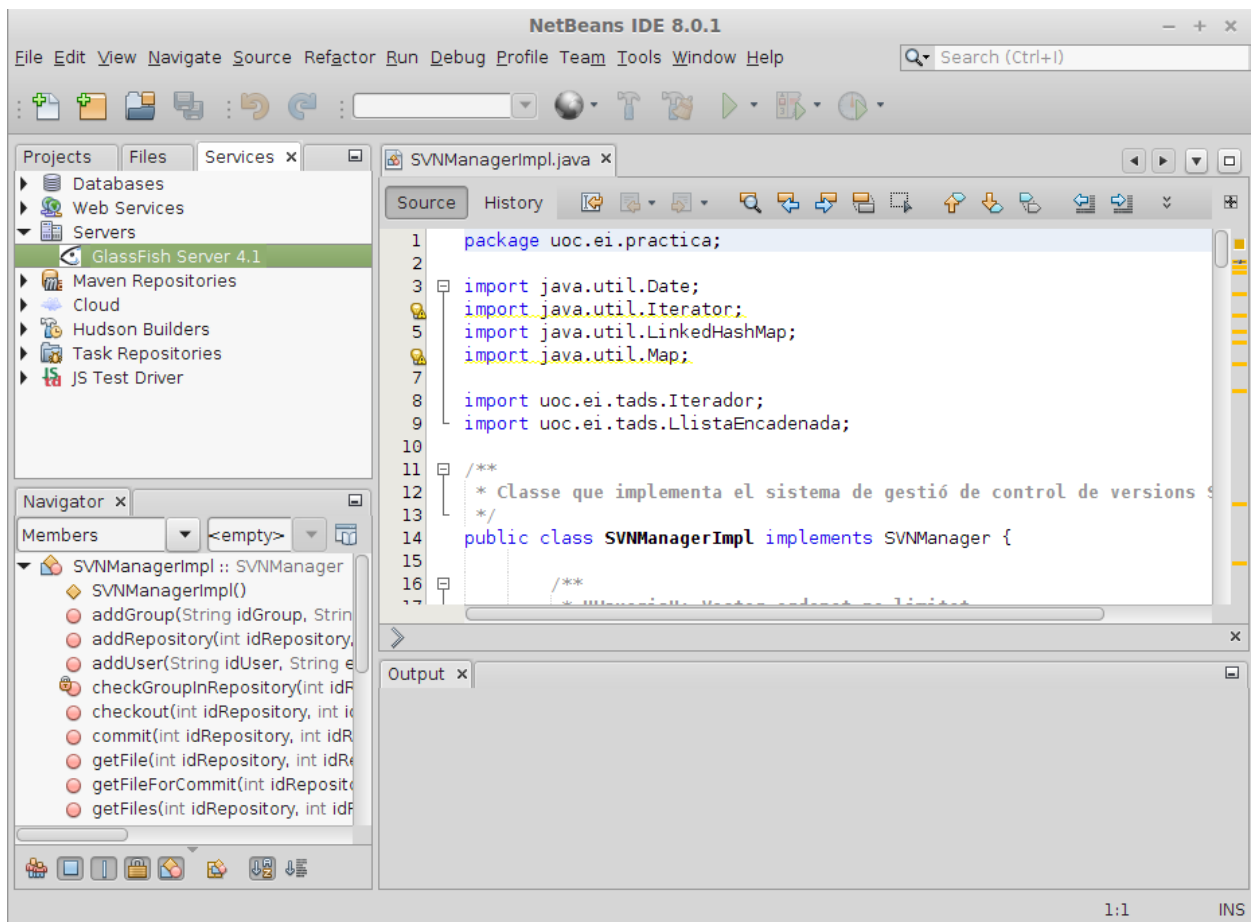 NetBeans IDE 8.0.1
File Edit View Navigate Source Refactor Run Debug Profile Team Tools Window Help
Search (Ctrl+I)
Projects Files Services
Databases
Web Services
Servers
GlassFish Server 4.1
Maven Repositories
Cloud
Hudson Builders
Task Repositories
JS Test Driver
Navigator
Members <empty>
SVNManagerImpl :: SVNManager
SVNManagerImpl()
addGroup(String idGroup, Strin
addRepository(int idRepository,
addUser(String idUser, String e
checkGroupInRepository(int idR
checkout(int idRepository, int id
commit(int idRepository, int idR
getFile(int idRepository, int idRe
getFileForCommit(int idReposito
getFiles(int idRepository, int idR
SVNManagerImpl.java
Source History
1 package uoc.ei.practica;
2
3 import java.util.Date;
import java.util.Iterator;
5 import java.util.LinkedHashMap;
import java.util.Map;
7
8 import uoc.ei.tads.Iterador;
9 import uoc.ei.tads.LlistaEncadenada;
10
11 /**
12 * Classe que implementa el sistema de gestió de control de versions S
13 */
14 public class SVNManagerImpl implements SVNManager {
15
16 /**
Output
1:1 INS